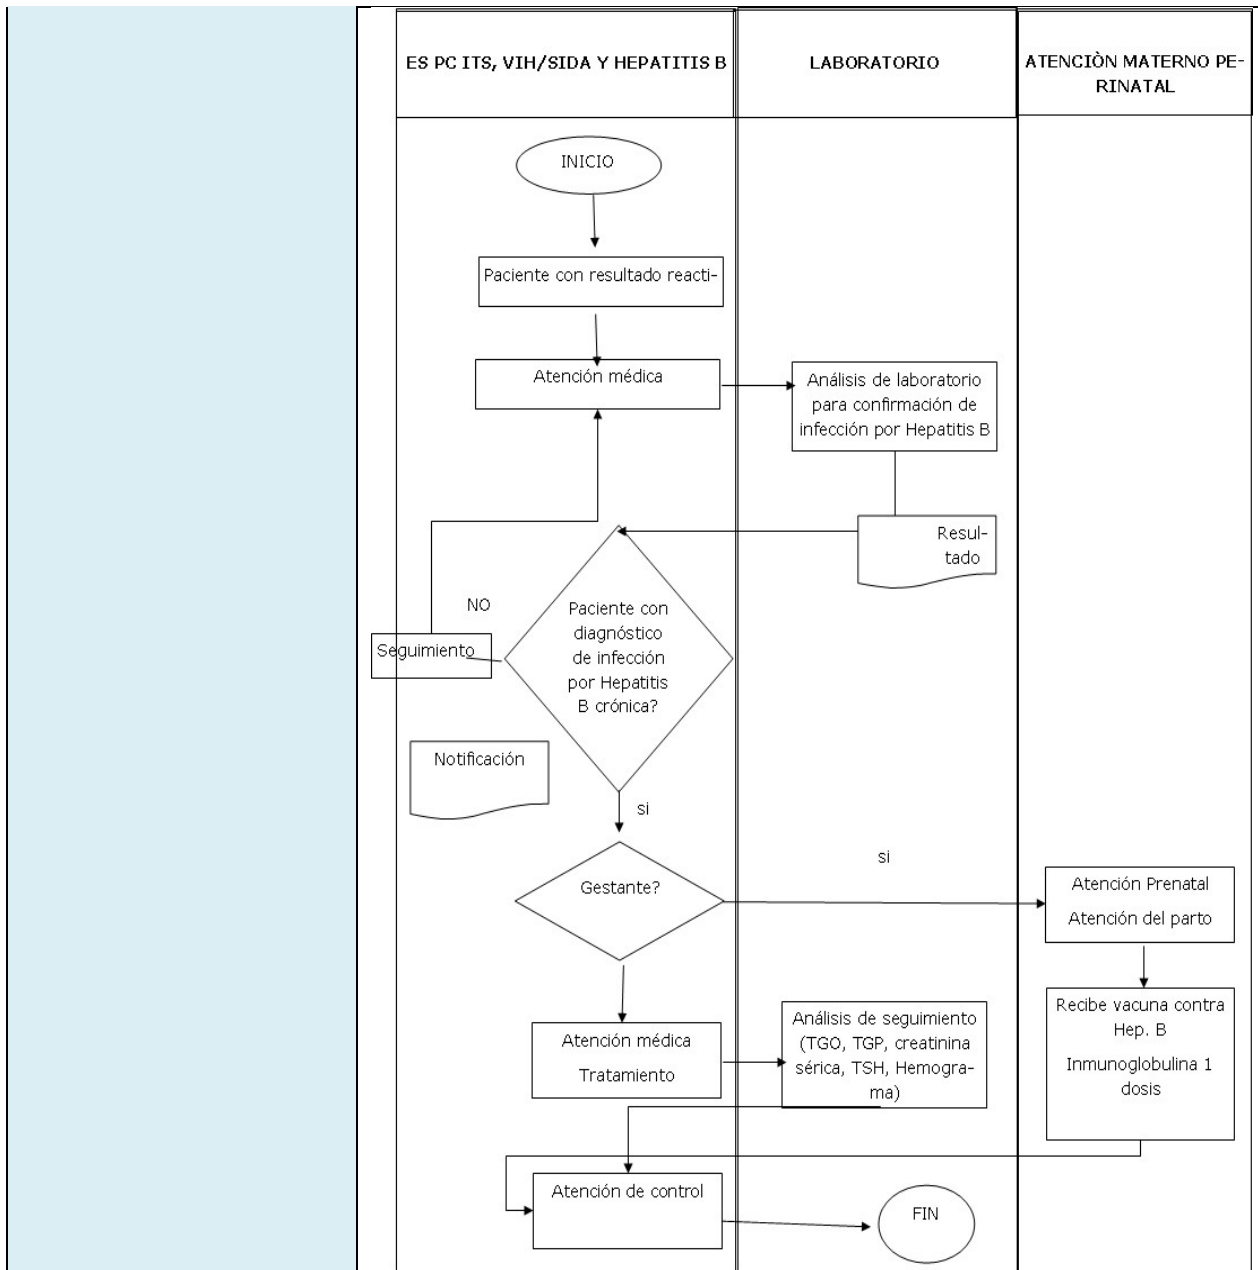 ES PC ITS, VIH/SIDA Y HEPATITIS B
LABORATORIO
ATENCIÒN MATERNO PE-
RINATAL
INICIO
Paciente con resultado reacti-
Atención médica
Análisis de laboratorio
para confirmación de
infección por Hepatitis B
Resul-
tado
NO
Paciente con
diagnóstico
de infección
por Hepatitis
B crónica?
Seguimiento
Notificación
si
Gestante?
si
Atención Prenatal
Atención del parto
Recibe vacuna contra
Hep. B
Inmunoglobulina 1
dosis
Atención médica
Tratamiento
Análisis de seguimiento
(TGO, TGP, creatinina
sérica, TSH, Hemogra-
ma)
Atención de control
FIN